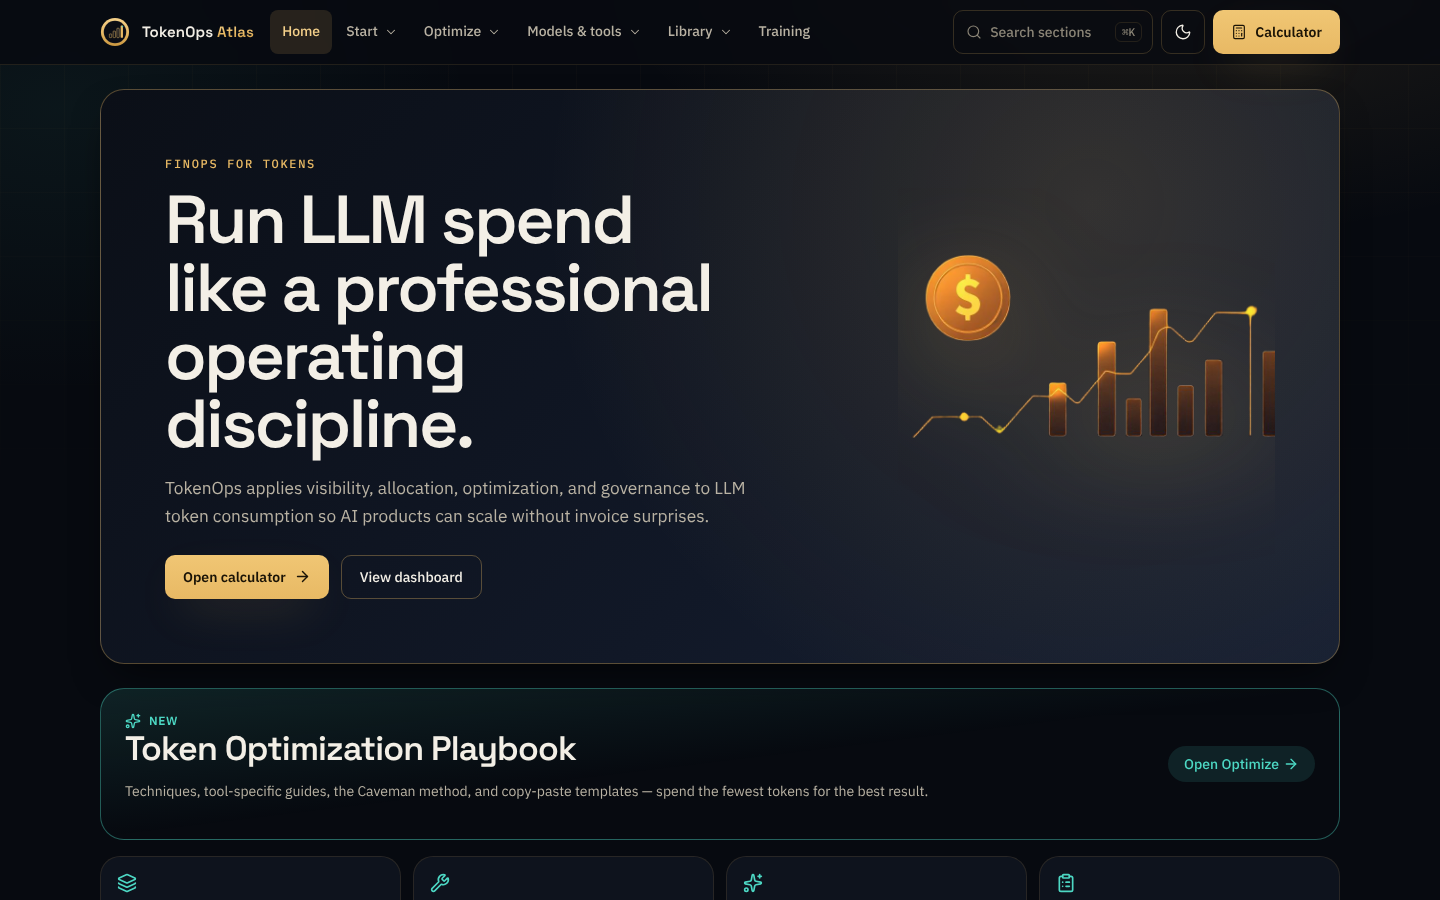 TokenOps Atlas
Home
Start
Optimize
Models & tools
Library
Training
Search sections
⌘K
Calculator
FINOPS FOR TOKENS
Run LLM spend
like a professional
operating
discipline.
TokenOps applies visibility, allocation, optimization, and governance to LLM
token consumption so AI products can scale without invoice surprises.
Open calculator
View dashboard
$
NEW
Token Optimization Playbook
Techniques, tool-specific guides, the Caveman method, and copy-paste templates — spend the fewest tokens for the best result.
Open Optimize